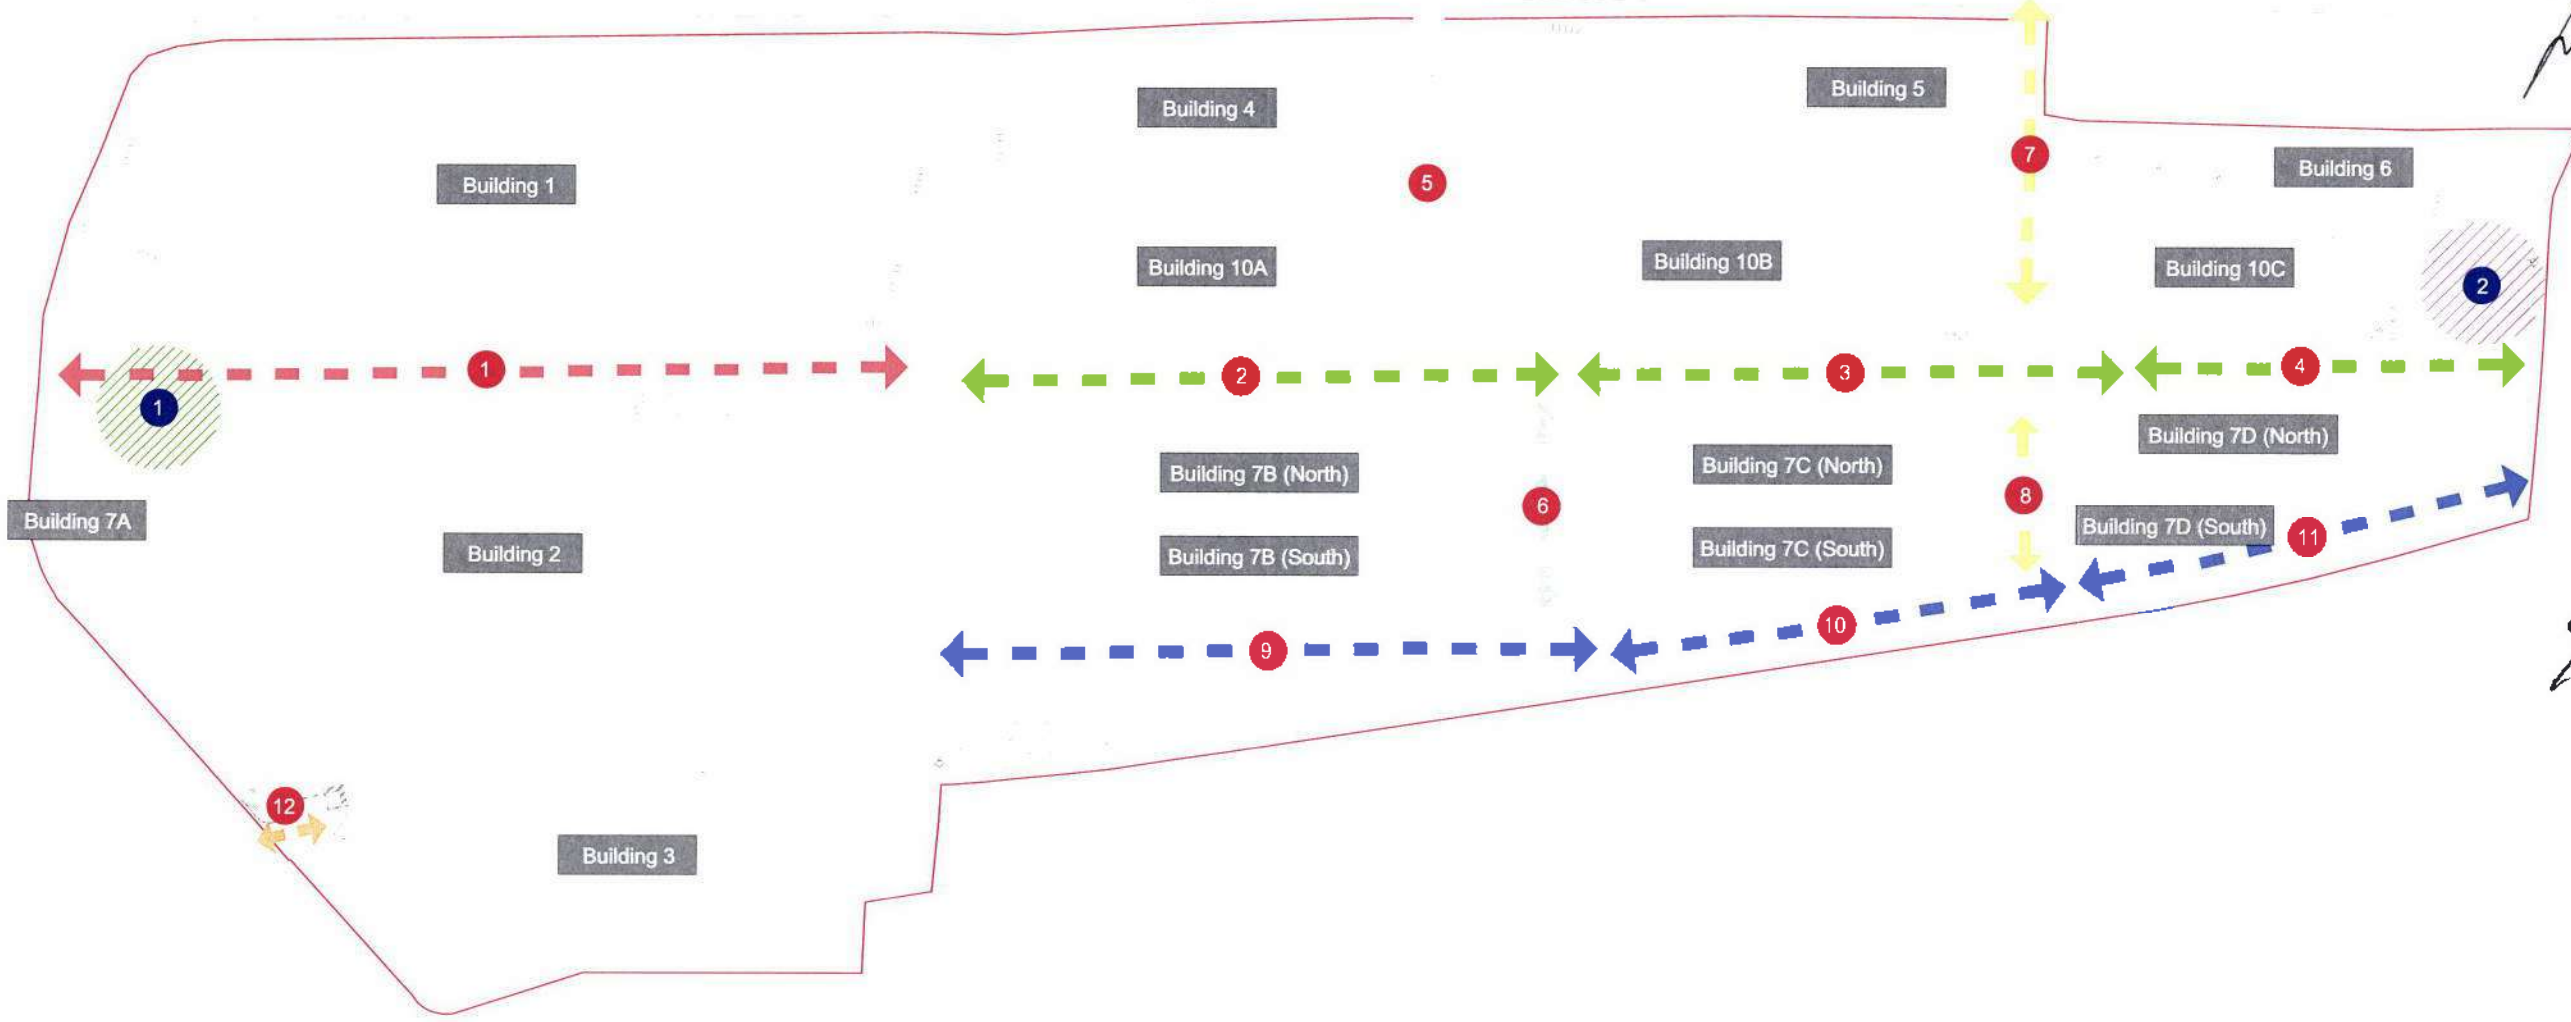 Building 5
Building 4
7
Building 6
5
Building 1
Building 10B
Building 10A
Building 10C
2
1
2
3
4
1
Building 7D (North)
Building 7B (North)
Building 7C (North)
8
6
Building 7A
Building 7D (South)
11
Building 2
Building 7B (South)
Building 7C (South)
10
9
12
Building 3